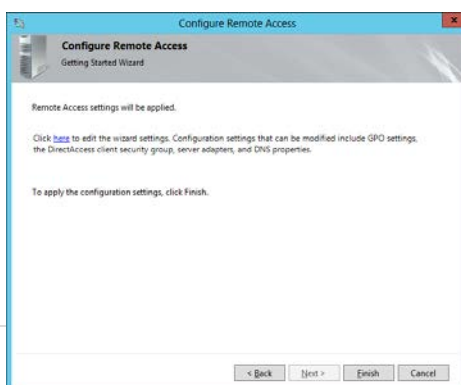 Configure Remote Access
Configure Remote Access
Getting Started Wizard
Remote Access settings will be applied.
Click here to edit the wizard settings. Configuration settings that can be modified include GPO settings,
the DirectAccess client security group, server adapters, and DNS properties.
To apply the configuration settings, click Finish.
< Back Next > Finish Cancel